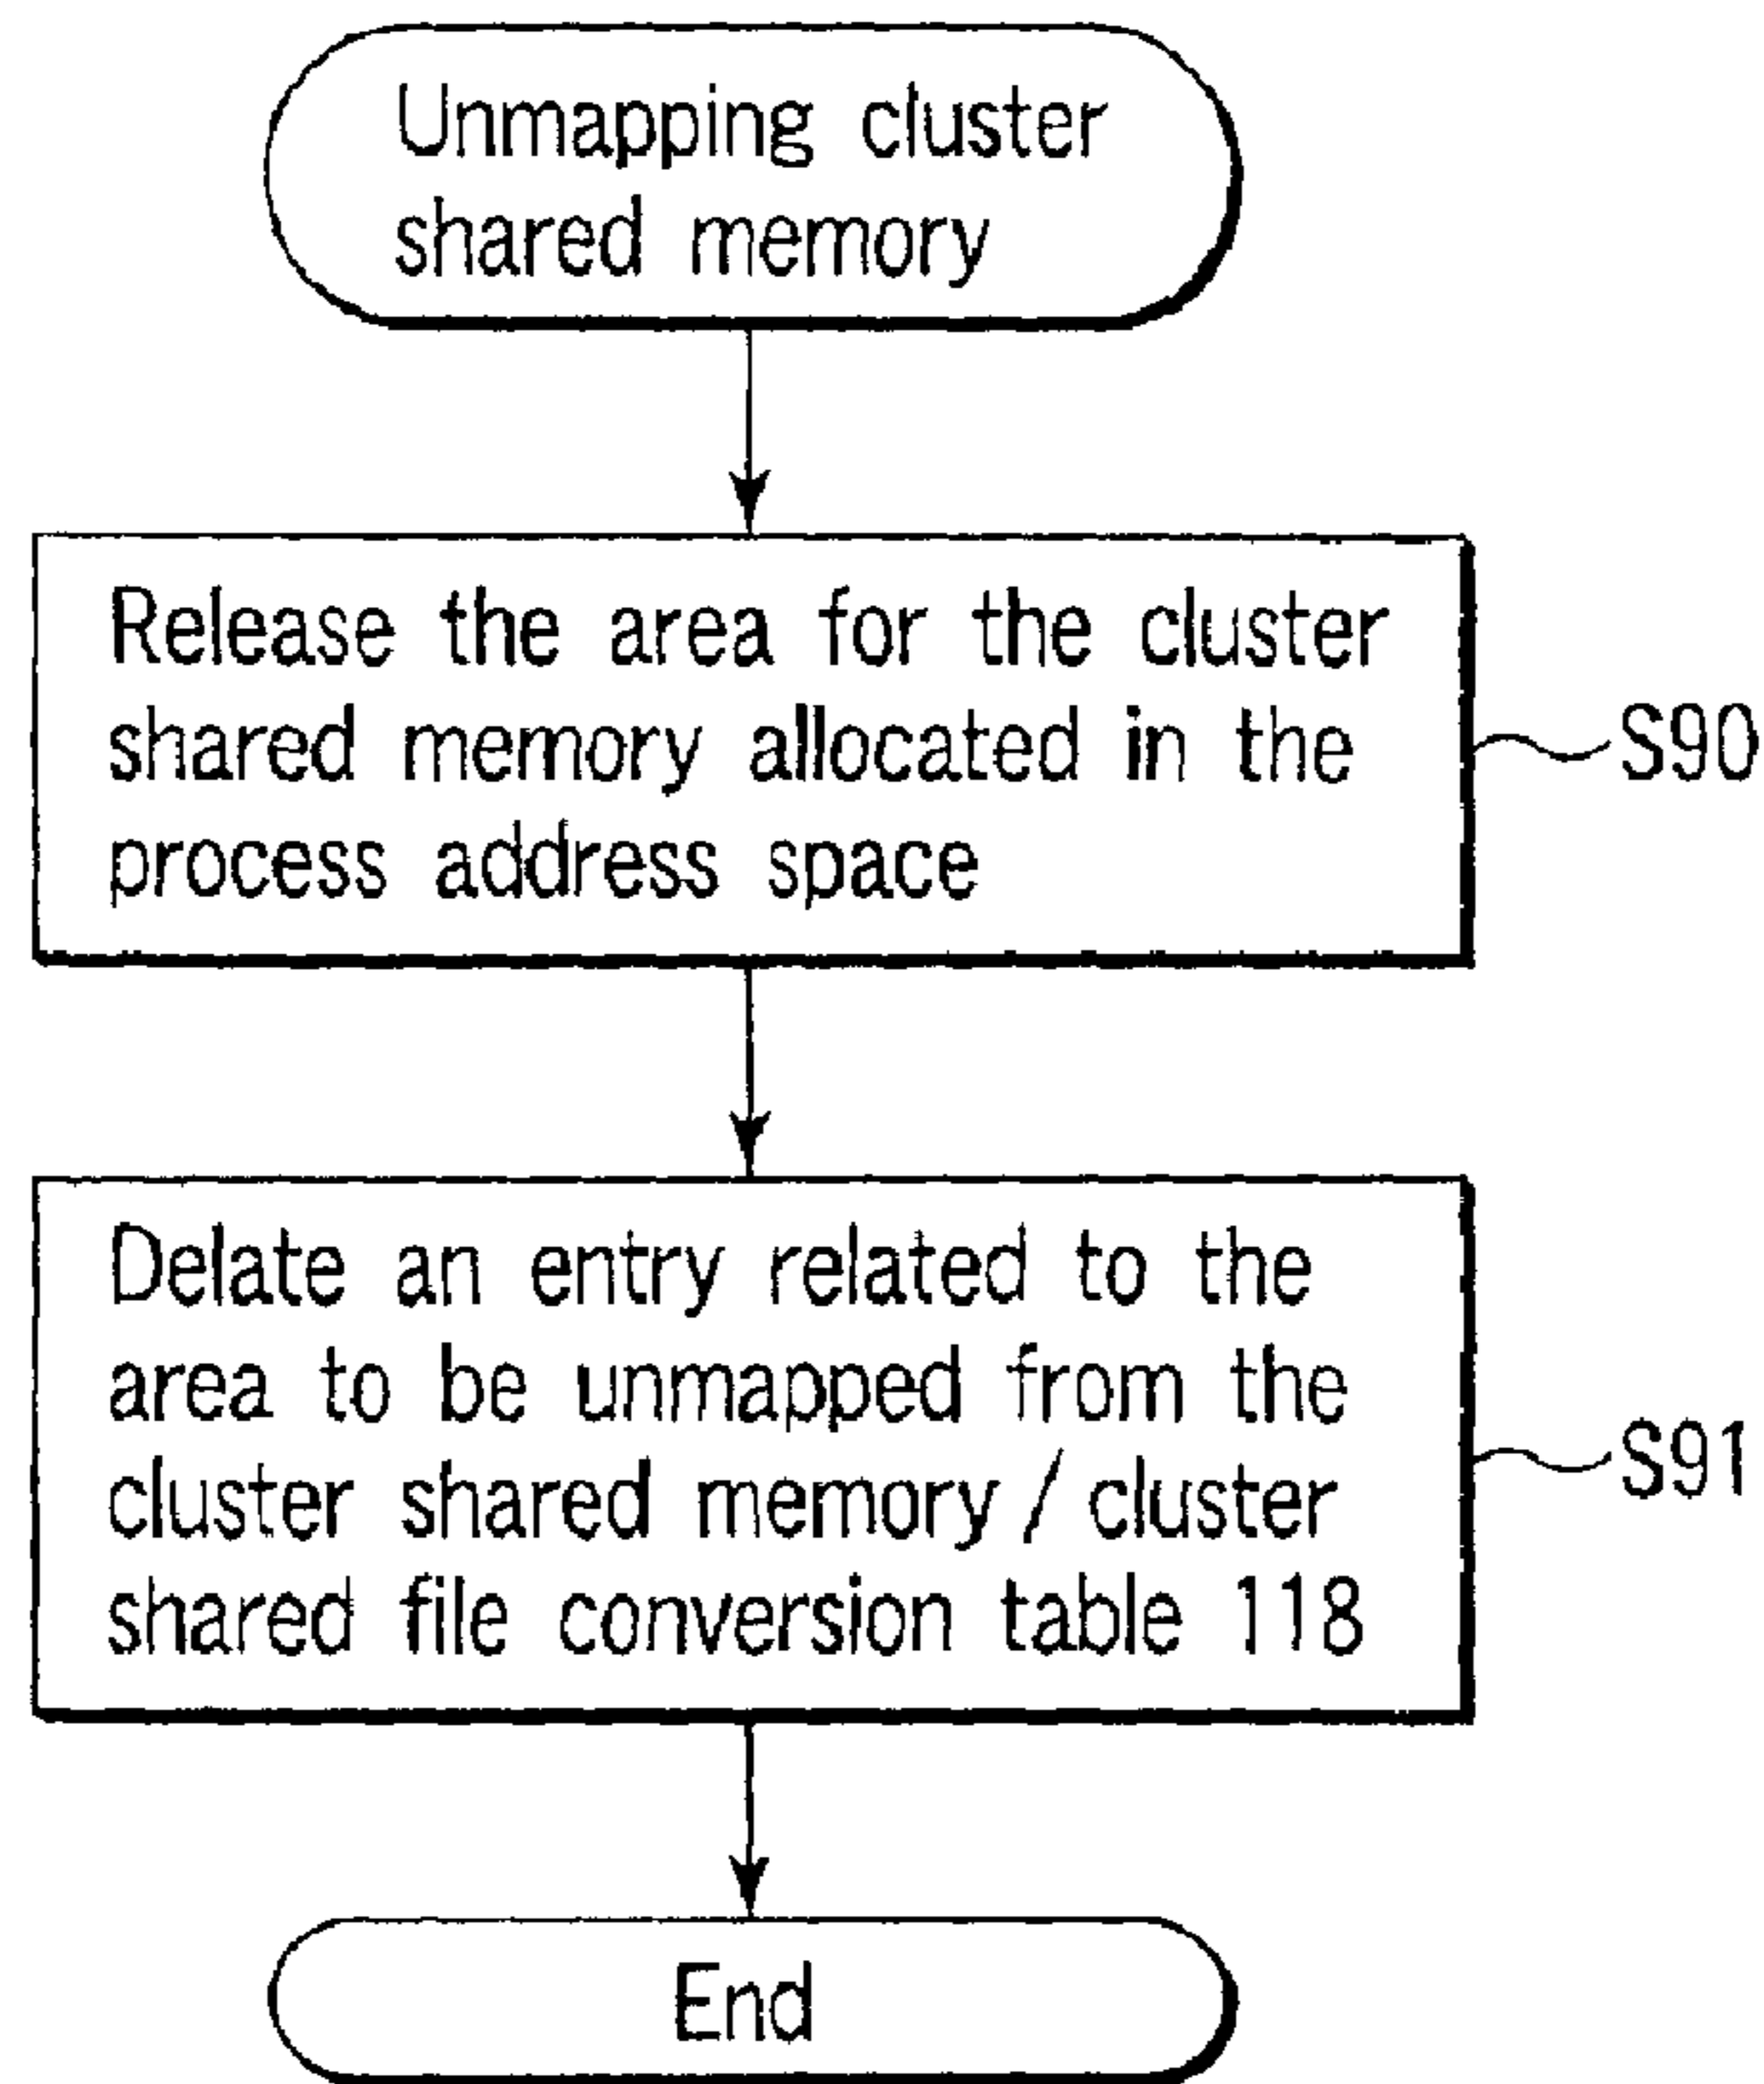 Unmapping cluster
shared memory
Release the area for the cluster
shared memory allocated in the
process address space
S90
Delate an entry related to the
area to be unmapped from the
cluster shared memory / cluster
shared file conversion table 118
S91
End